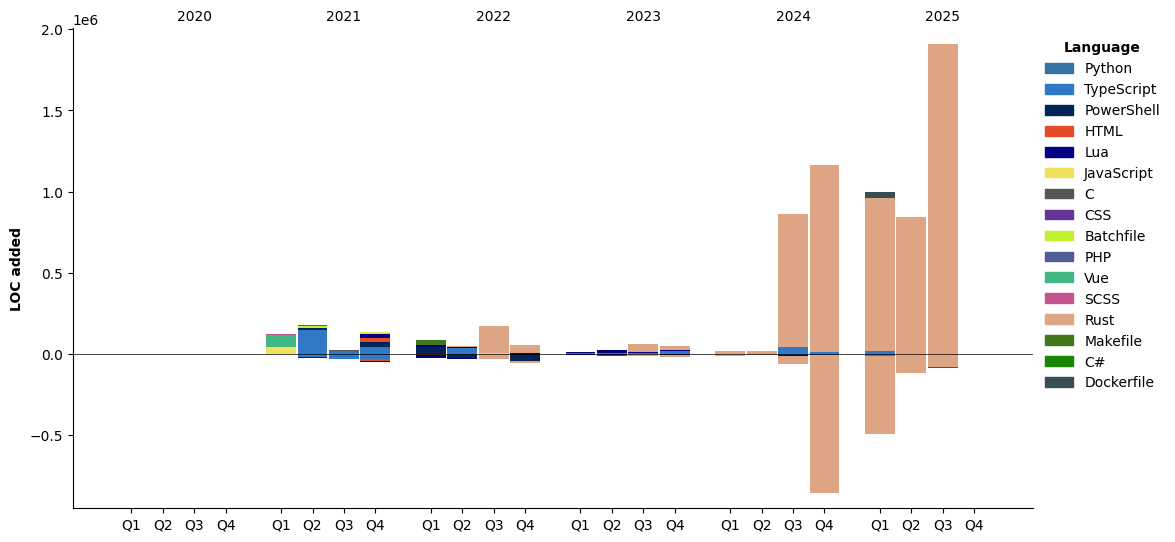 1e6
2020 2021 2022 2023 2024 2025
2.0
1.5
1.0
0.5
0.0
−0.5
LOC added
Q1 Q2 Q3 Q4 Q1 Q2 Q3 Q4 Q1 Q2 Q3 Q4 Q1 Q2 Q3 Q4 Q1 Q2 Q3 Q4 Q1 Q2 Q3 Q4
Language
Python
TypeScript
PowerShell
HTML
Lua
JavaScript
C
CSS
Batchfile
PHP
Vue
SCSS
Rust
Makefile
C#
Dockerfile